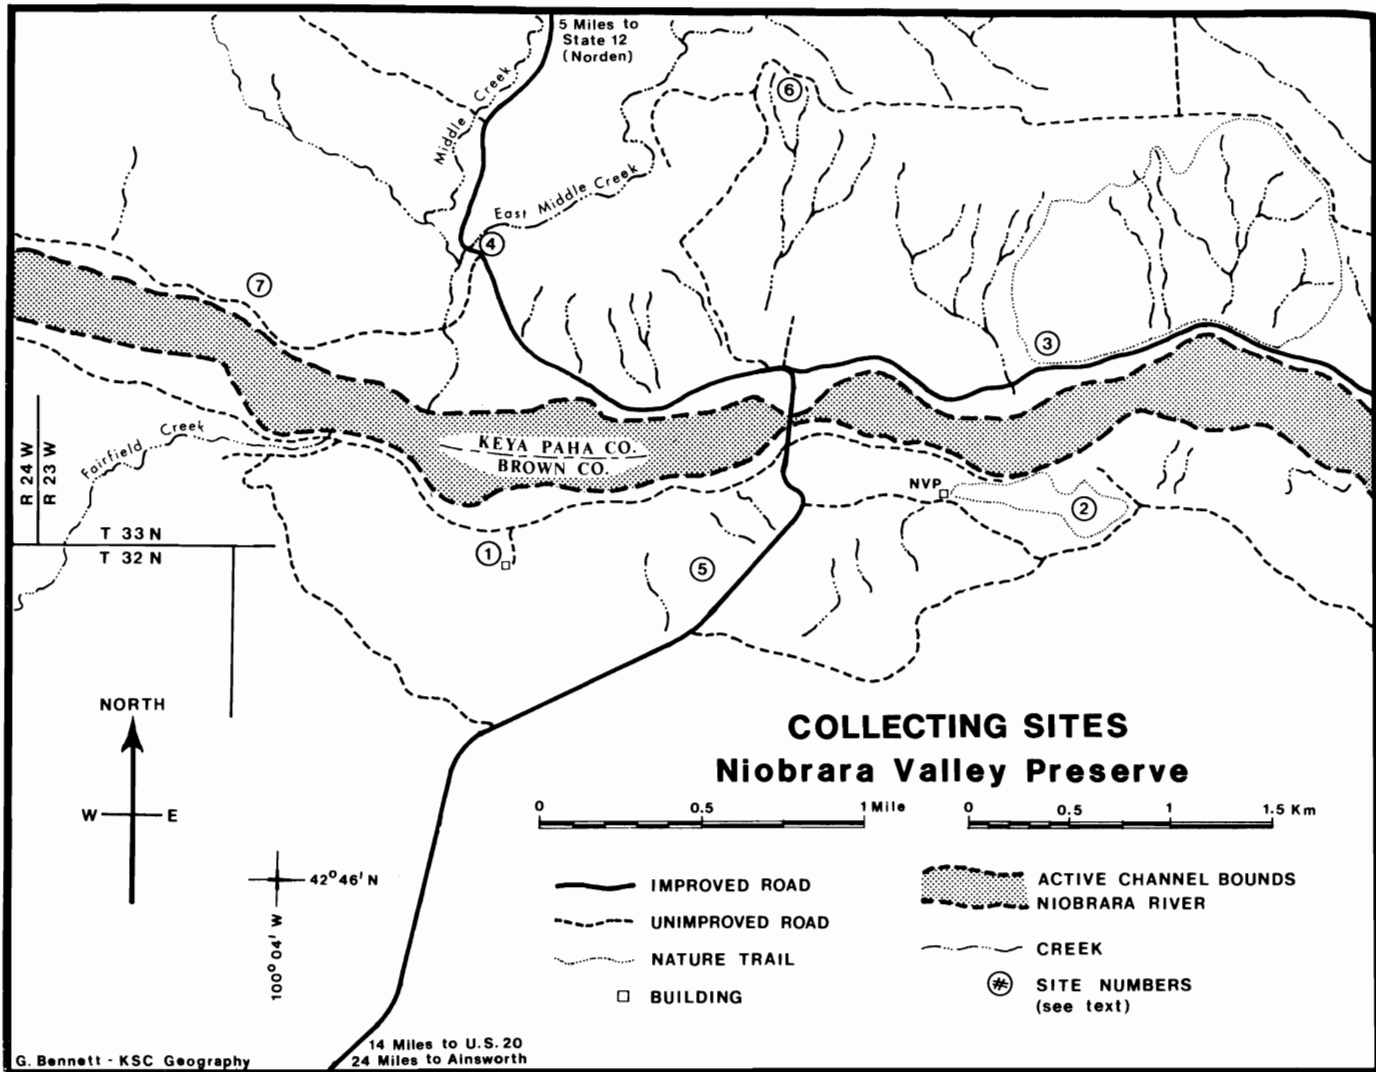 5 Miles to
State 12
(Norden)
Middle Creek
6
East Middle Creek
4
7
3
KEYA PAHA CO.
BROWN CO.
Fairfield Creek
R 24 W
R 23 W
NVP
2
T 33 N
T 32 N
1
5
NORTH
W
E
COLLECTING SITES
Niobrara Valley Preserve
0 0.5 1 Mile
0 0.5 1 1.5 Km
42° 46' N
100° 04' W
IMPROVED ROAD
UNIMPROVED ROAD
NATURE TRAIL
BUILDING
ACTIVE CHANNEL BOUNDS
NIOBRARA RIVER
CREEK
# SITE NUMBERS
(see text)
14 Miles to U.S. 20
24 Miles to Ainsworth
G. Bennett - KSC Geography